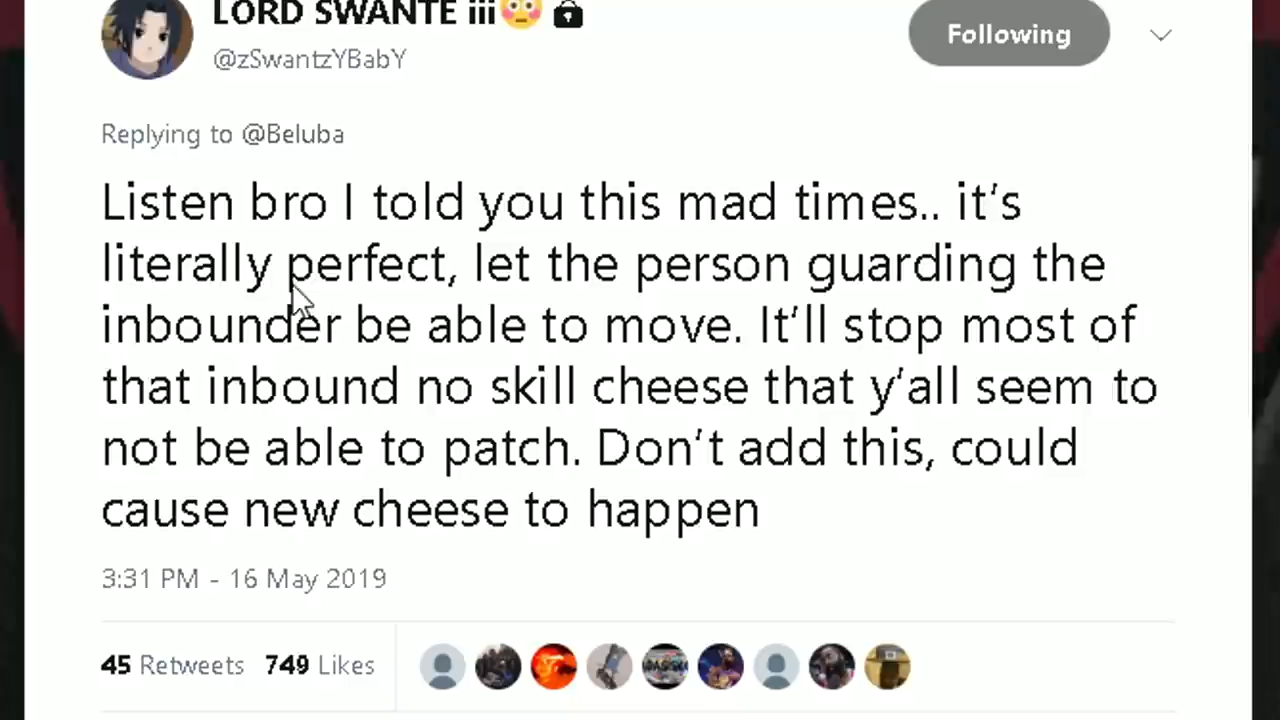 LORD SWANTE iii😳🔒
@zSwantzYBabY
Following
Replying to @Beluba
Listen bro I told you this mad times.. it's
literally perfect, let the person guarding the
inbounder be able to move. It'll stop most of
that inbound no skill cheese that y'all seem to
not be able to patch. Don't add this, could
cause new cheese to happen
3:31 PM - 16 May 2019
45 Retweets 749 Likes